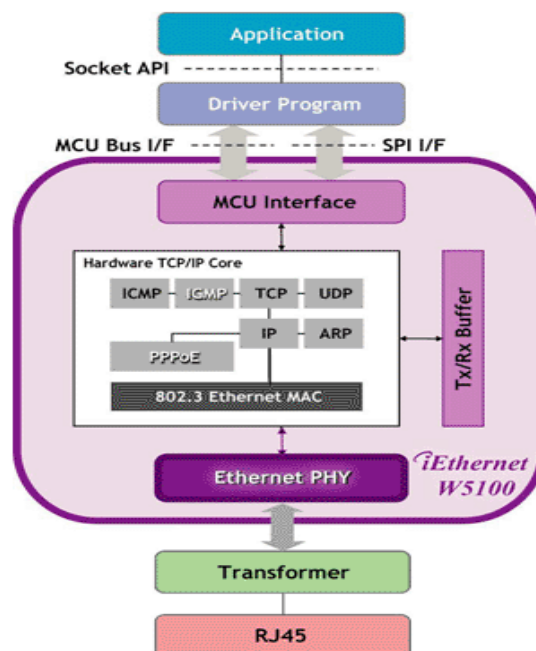 Application
Socket API
Driver Program
MCU Bus I/F
SPI I/F
MCU Interface
Hardware TCP/IP Core
ICMP IGMP TCP UDP
IP ARP
PPPoE
802.3 Ethernet MAC
Tx/Rx Buffer
Ethernet PHY
iEthernet
W5100
Transformer
RJ45